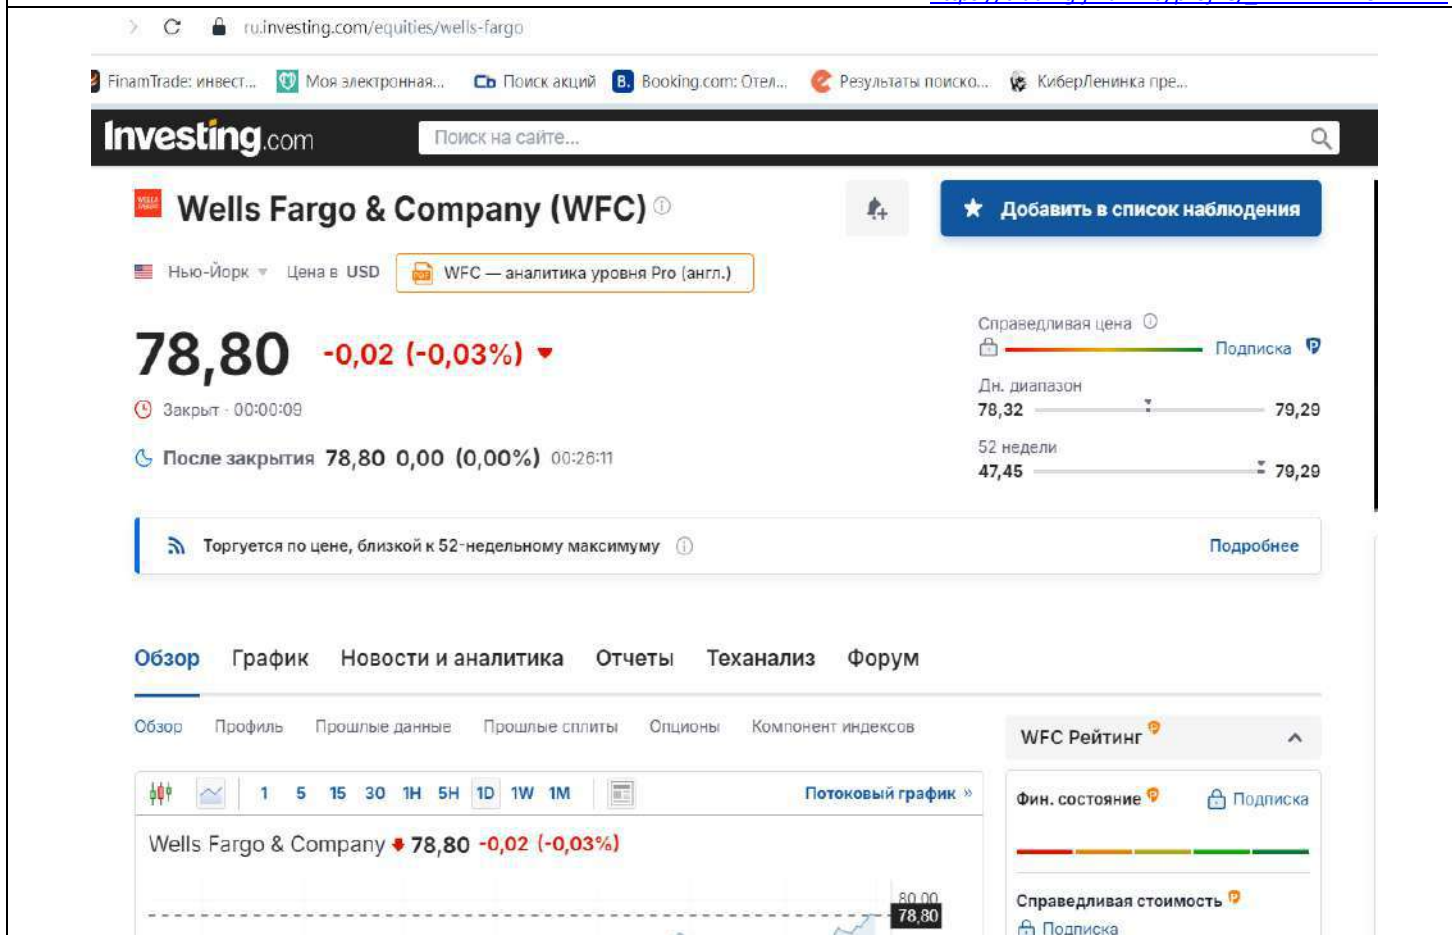 ru.investing.com/equities/wells-fargo
FinamTrade: инвест... Моя электронная... Cb Поиск акций B. Booking.com: Отел... Результаты поиско... КиберЛенинка пре...
Investing.com Поиск на сайте...
WELLS FARGO Wells Fargo & Company (WFC) Добавить в список наблюдения
Нью-Йорк Цена в USD WFC — аналитика уровня Pro (англ.)
Справедливая цена
78,80 -0,02 (-0,03%) Подписка
Дн. диапазон
Закрыт · 00:00:09 78,32 79,29
52 недели
После закрытия 78,80 0,00 (0,00%) 00:26:11 47,45 79,29
Торгуется по цене, близкой к 52-недельному максимуму Подробнее
Обзор График Новости и аналитика Отчеты Теханализ Форум
Обзор Профиль Прошлые данные Прошлые сплиты Опционы Компонент индексов
WFC Рейтинг
1 5 15 30 1H 5H 1D 1W 1M Потоковый график »
Фин. состояние Подписка
Wells Fargo & Company 78,80 -0,02 (-0,03%)
80,00
78,80
Справедливая стоимость
Подписка